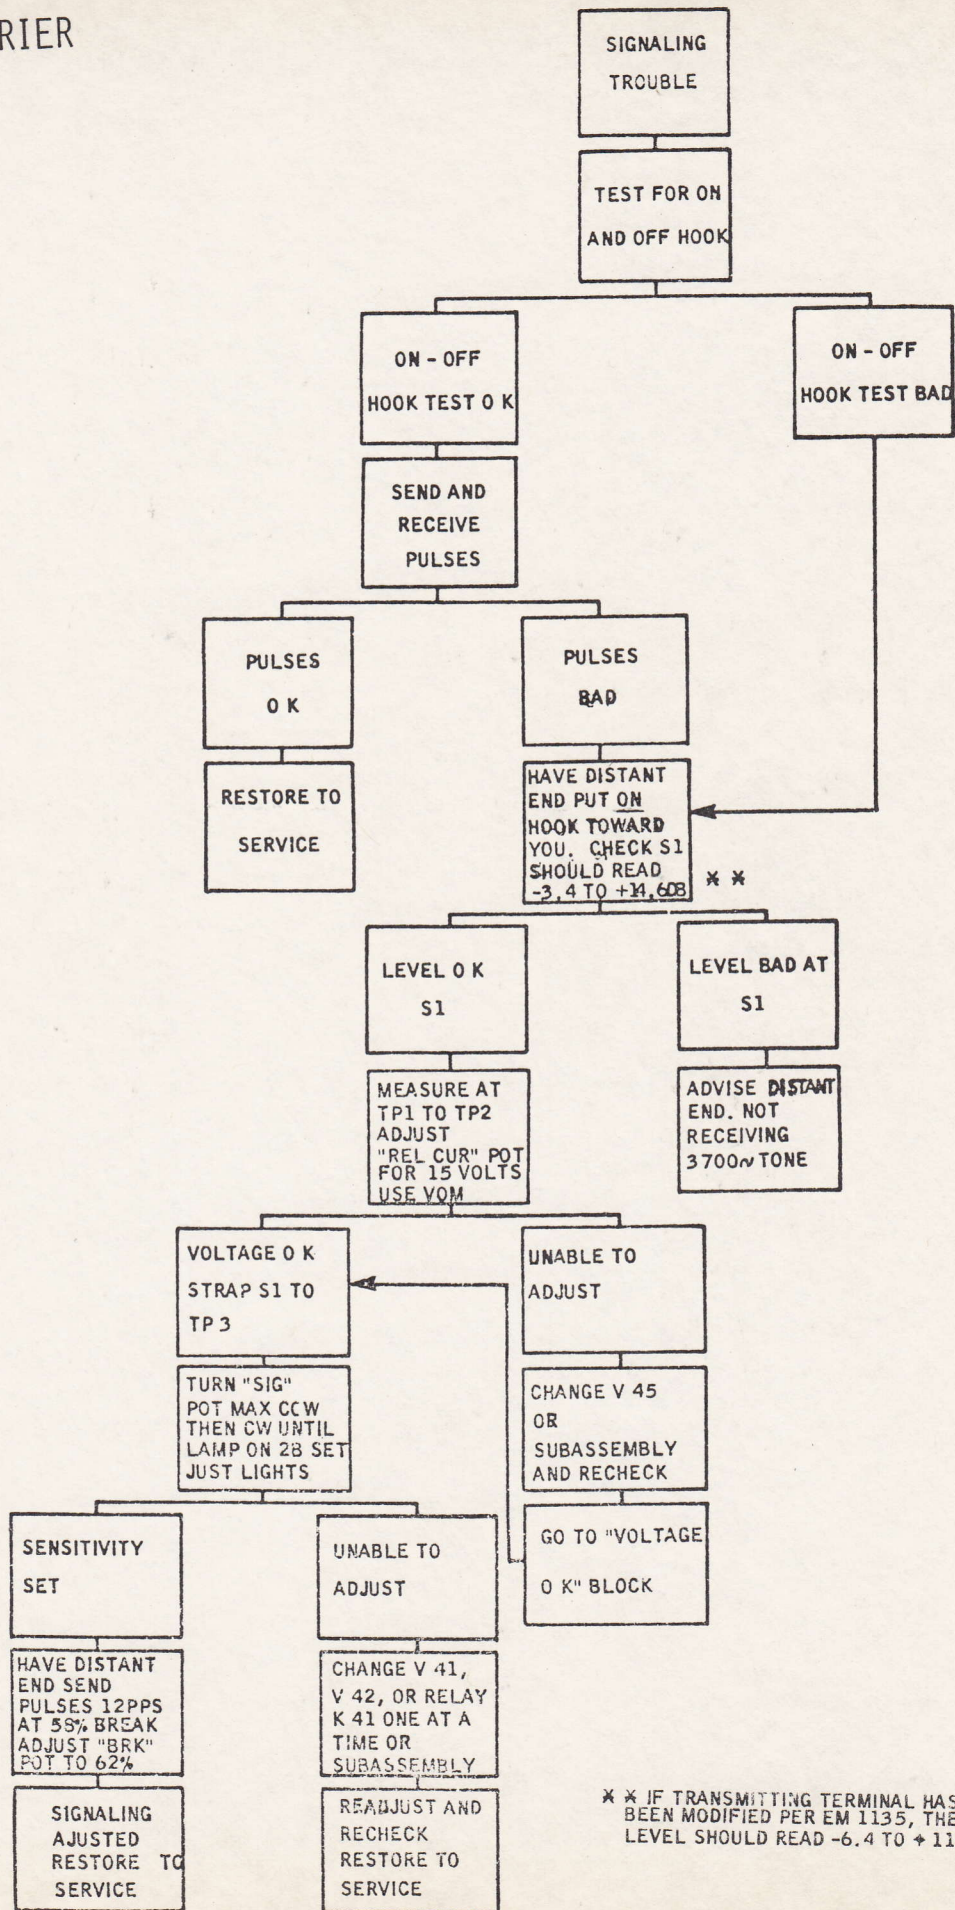 RIER
SIGNALING
TROUBLE
TEST FOR ON
AND OFF HOOK
ON - OFF
HOOK TEST O K
ON - OFF
HOOK TEST BAD
SEND AND
RECEIVE
PULSES
PULSES
O K
PULSES
BAD
RESTORE TO
SERVICE
HAVE DISTANT
END PUT ON
HOOK TOWARD
YOU. CHECK S1
SHOULD READ
-3.4 TO +14.6DB
* *
LEVEL O K
S1
LEVEL BAD AT
S1
MEASURE AT
TP1 TO TP2
ADJUST
"REL CUR" POT
FOR 15 VOLTS
USE VOM
ADVISE DISTANT
END. NOT
RECEIVING
3700~ TONE
VOLTAGE O K
STRAP S1 TO
TP 3
UNABLE TO
ADJUST
TURN "SIG"
POT MAX CCW
THEN CW UNTIL
LAMP ON 2B SET
JUST LIGHTS
CHANGE V 45
OR
SUBASSEMBLY
AND RECHECK
SENSITIVITY
SET
UNABLE TO
ADJUST
GO TO "VOLTAGE
O K" BLOCK
HAVE DISTANT
END SEND
PULSES 12PPS
AT 58% BREAK
ADJUST "BRK"
POT TO 62%
CHANGE V 41,
V 42, OR RELAY
K 41 ONE AT A
TIME OR
SUBASSEMBLY
SIGNALING
AJUSTED
RESTORE TO
SERVICE
READJUST AND
RECHECK
RESTORE TO
SERVICE
* * IF TRANSMITTING TERMINAL HAS
BEEN MODIFIED PER EM 1135, THE
LEVEL SHOULD READ -6.4 TO + 11